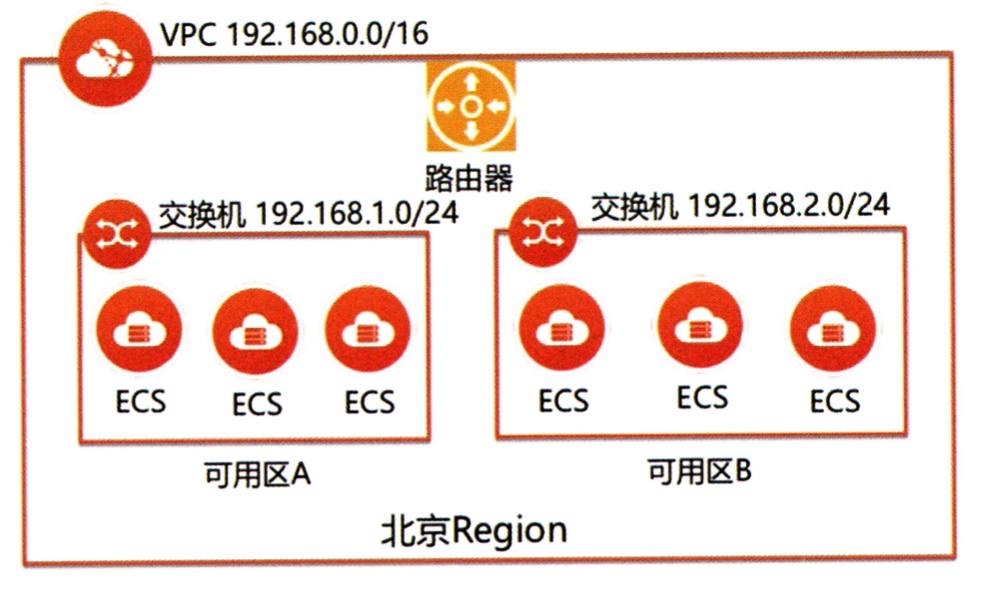 VPC 192.168.0.0/16
路由器
交换机 192.168.1.0/24
交换机 192.168.2.0/24
ECS
ECS
ECS
ECS
ECS
ECS
可用区A
可用区B
北京Region